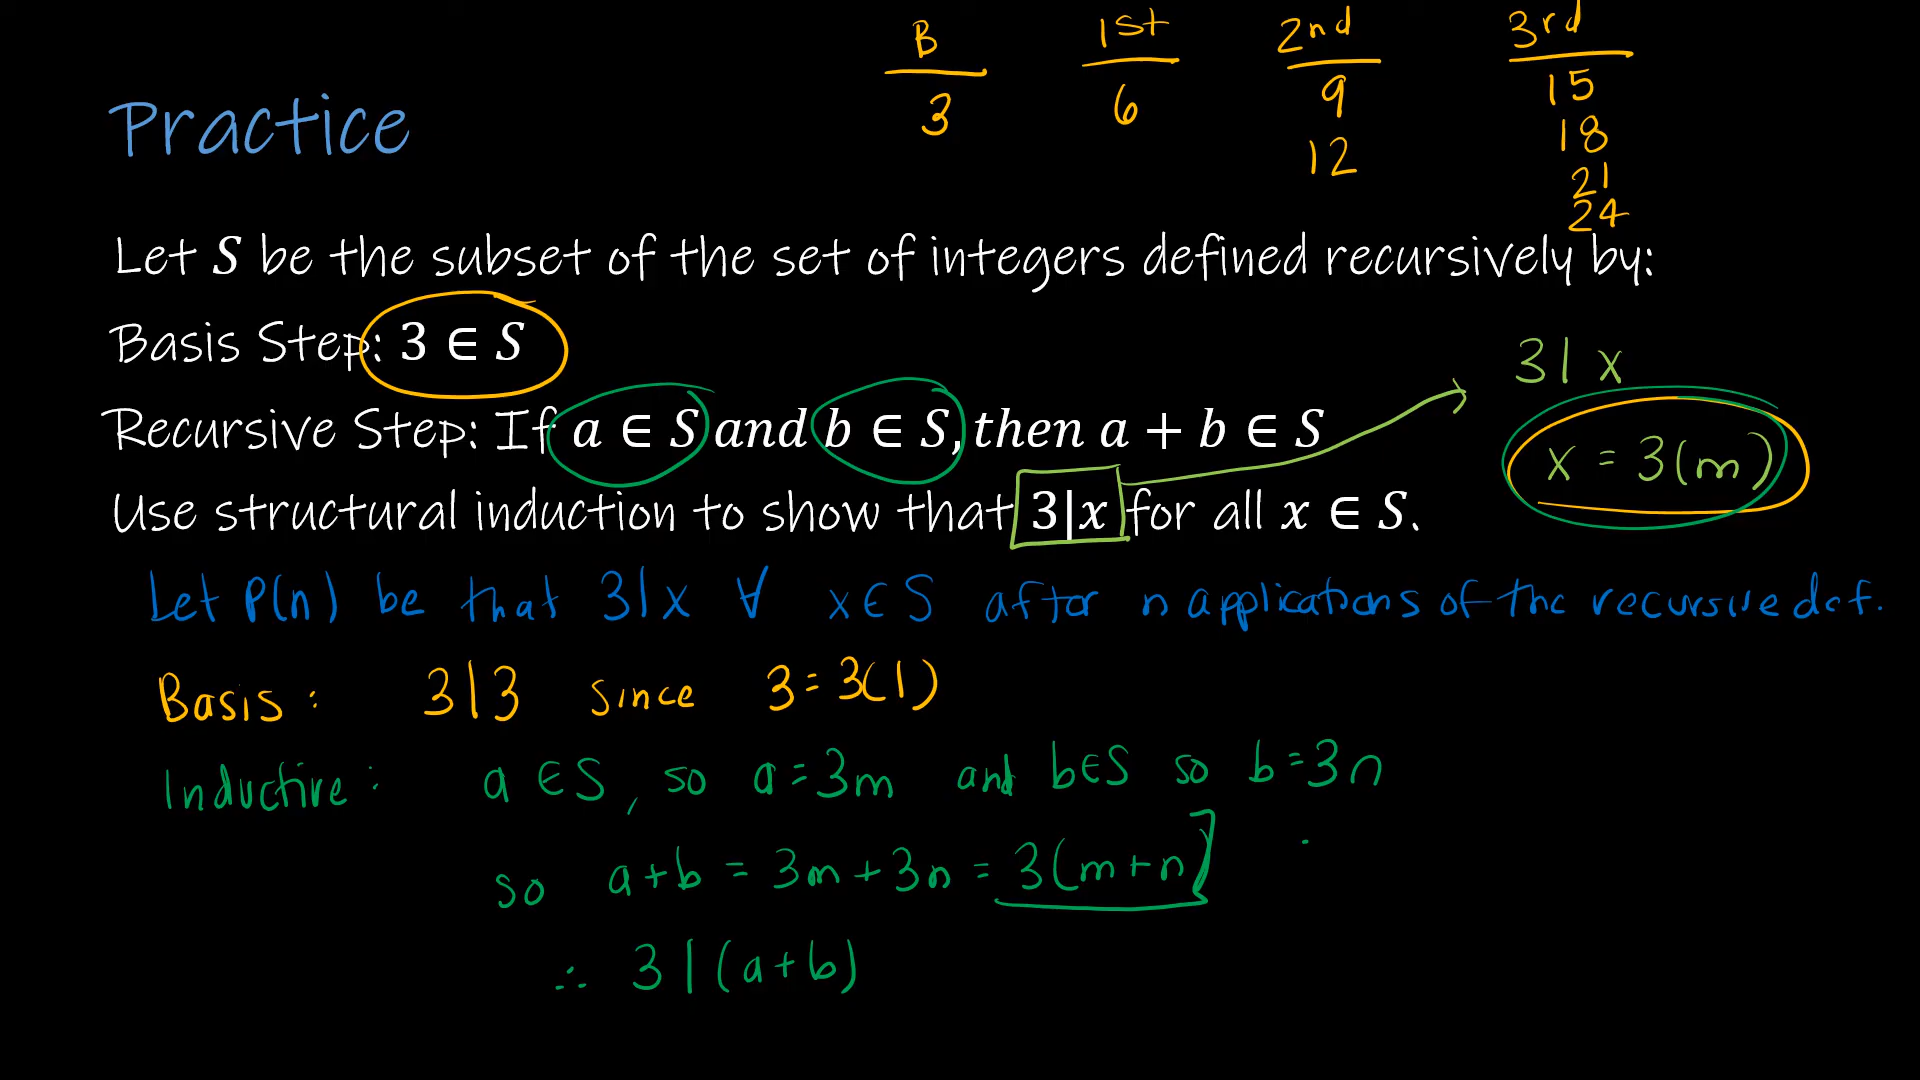 B 1st 2nd 3rd
3 6 9 15
12 18
21
24
Practice
Let S be the subset of the set of integers defined recursively by:
Basis Step: 3 ∈ S
Recursive Step: If a ∈ S and b ∈ S, then a + b ∈ S
3 | x
x = 3(m)
Use structural induction to show that 3|x for all x ∈ S.
Let P(n) be that 3|x ∀ x∈S after n applications of the recursive def.
Basis: 3|3 since 3=3(1)
Inductive: a ∈S, so a=3m and b∈S so b=3n
so a+b = 3m+3n = 3(m+n)
∴ 3|(a+b)